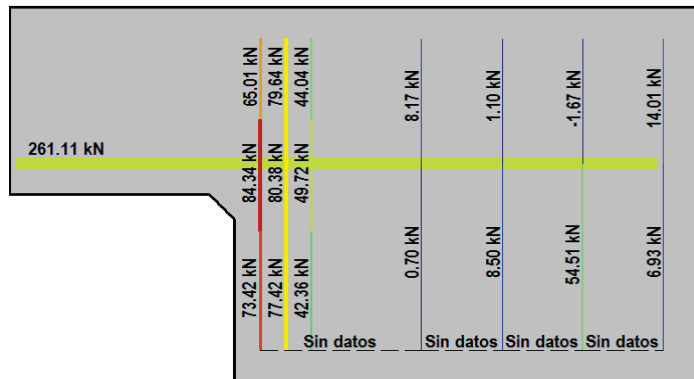 65.01 kN
79.64 kN
44.04 kN
8.17 kN
1.10 kN
-1.67 kN
14.01 kN
261.11 kN
84.34 kN
80.38 kN
49.72 kN
73.42 kN
77.42 kN
42.36 kN
0.70 kN
8.50 kN
54.51 kN
6.93 kN
Sin datos
Sin datos
Sin datos
Sin datos